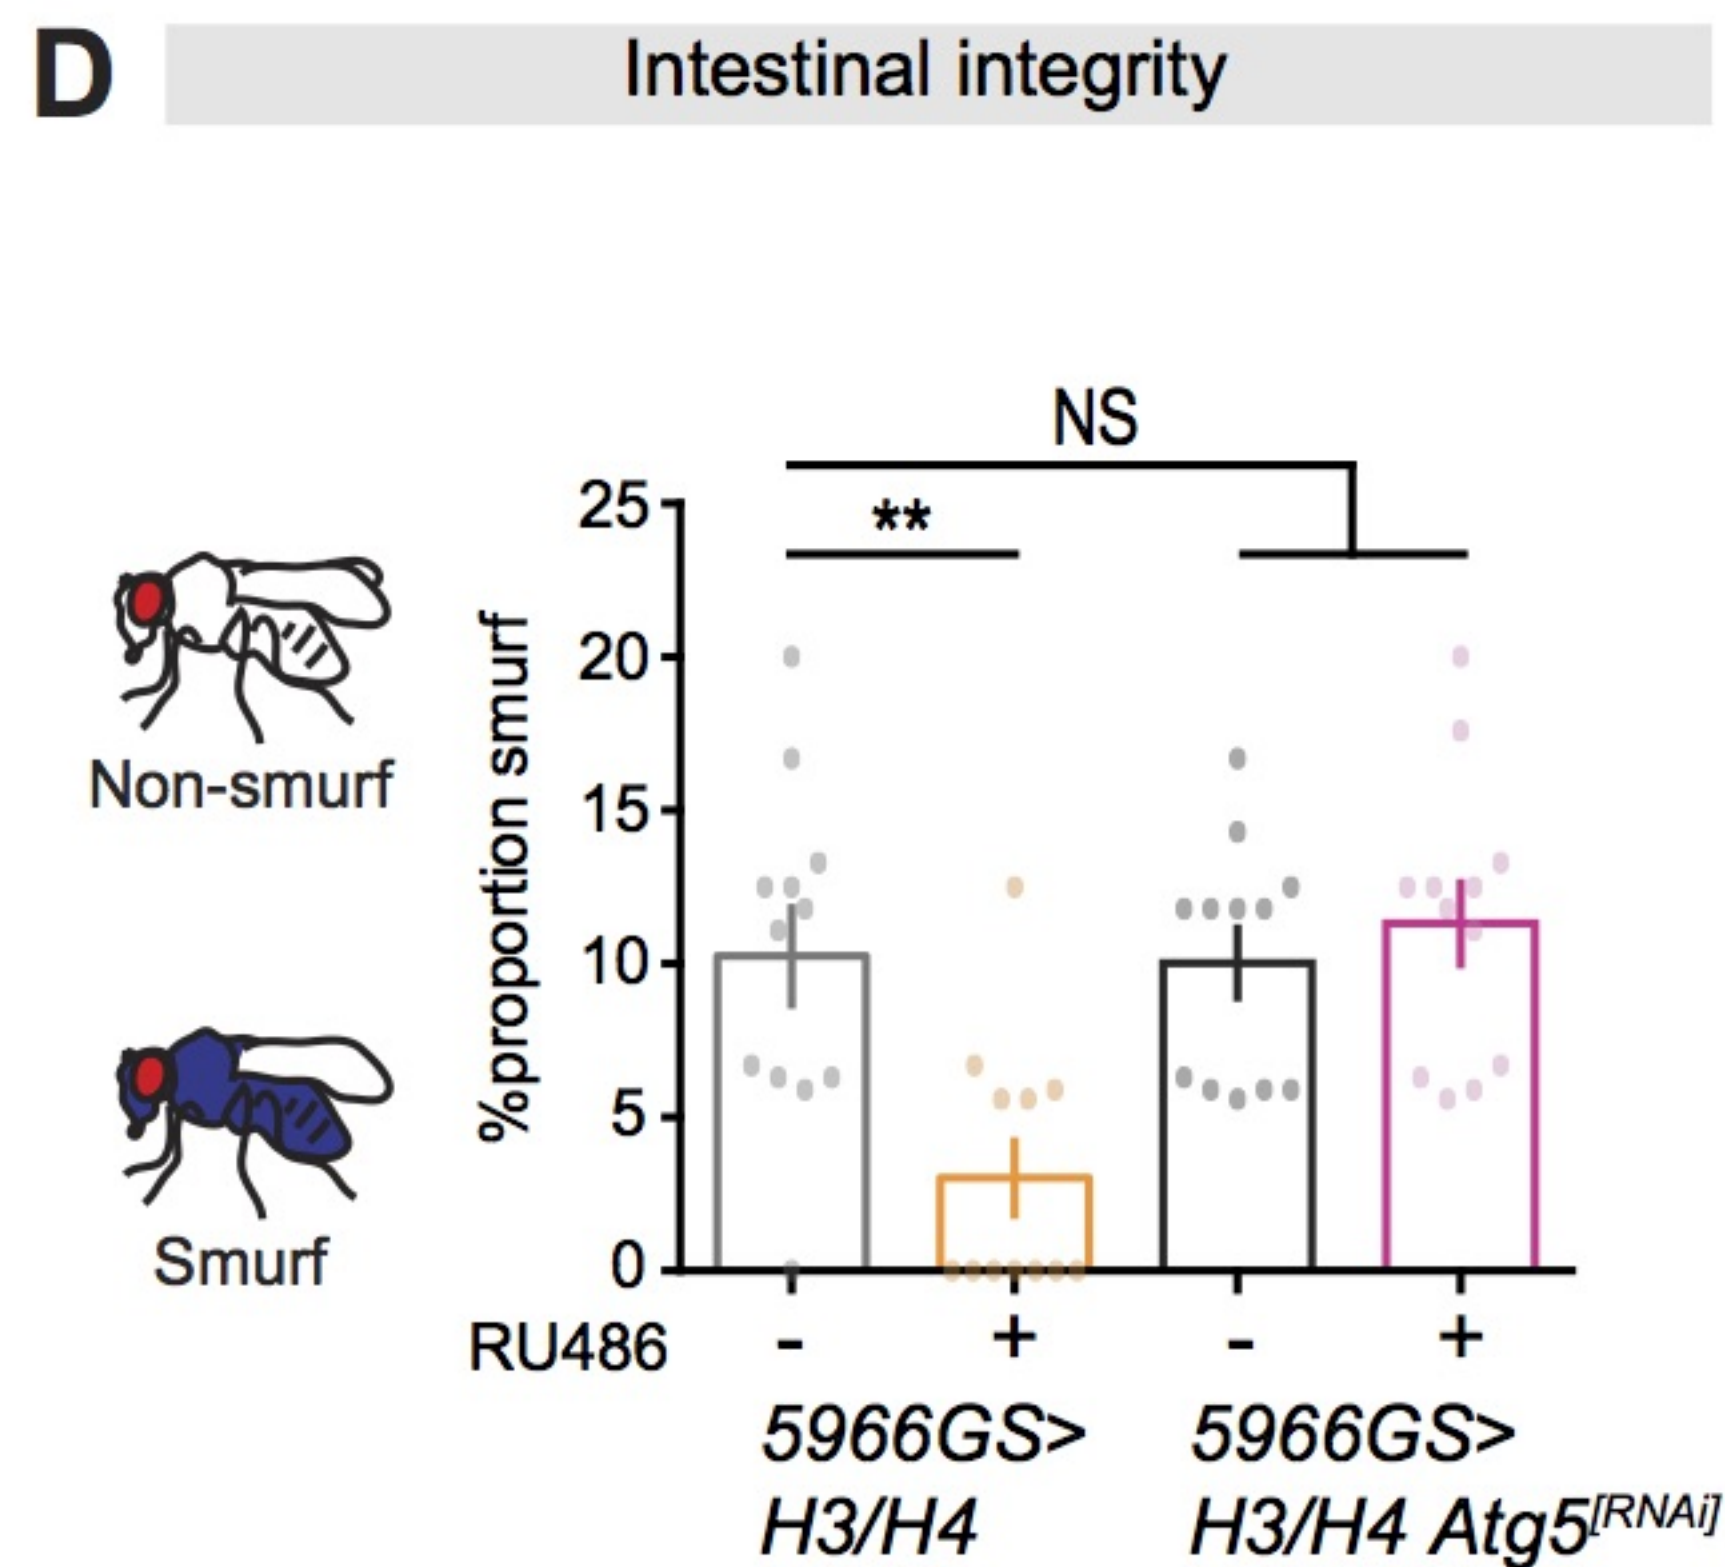 D
Intestinal integrity
NS
**
25
20
15
10
5
0
%proportion smurf
Non-smurf
Smurf
RU486 - + - +
5966GS> 5966GS>
H3/H4 H3/H4 Atg5[RNAi]